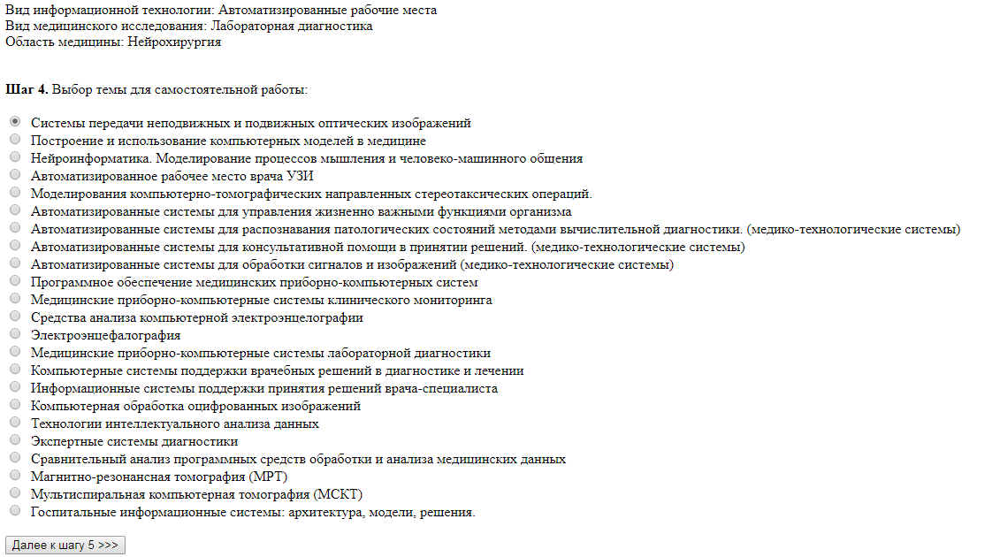 Вид информационной технологии: Автоматизированные рабочие места
Вид медицинского исследования: Лабораторная диагностика
Область медицины: Нейрохирургия
Шаг 4. Выбор темы для самостоятельной работы:
Системы передачи неподвижных и подвижных оптических изображений
Построение и использование компьютерных моделей в медицине
Нейроинформатика. Моделирование процессов мышления и человеко-машинного общения
Автоматизированное рабочее место врача УЗИ
Моделирования компьютерно-томографических направленных стереотаксических операций.
Автоматизированные системы для управления жизненно важными функциями организма
Автоматизированные системы для распознавания патологических состояний методами вычислительной диагностики. (медико-технологические системы)
Автоматизированные системы для консультативной помощи в принятии решений. (медико-технологические системы)
Автоматизированные системы для обработки сигналов и изображений (медико-технологические системы)
Программное обеспечение медицинских приборно-компьютерных систем
Медицинские приборно-компьютерные системы клинического мониторинга
Средства анализа компьютерной электроэнцелографии
Электроэнцефалография
Медицинские приборно-компьютерные системы лабораторной диагностики
Компьютерные системы поддержки врачебных решений в диагностике и лечении
Информационные системы поддержки принятия решений врача-специалиста
Компьютерная обработка оцифрованных изображений
Технологии интеллектуального анализа данных
Экспертные системы диагностики
Сравнительный анализ программных средств обработки и анализа медицинских данных
Магнитно-резонансная томография (МРТ)
Мультиспиральная компьютерная томография (МСКТ)
Госпитальные информационные системы: архитектура, модели, решения.
Далее к шагу 5 >>>